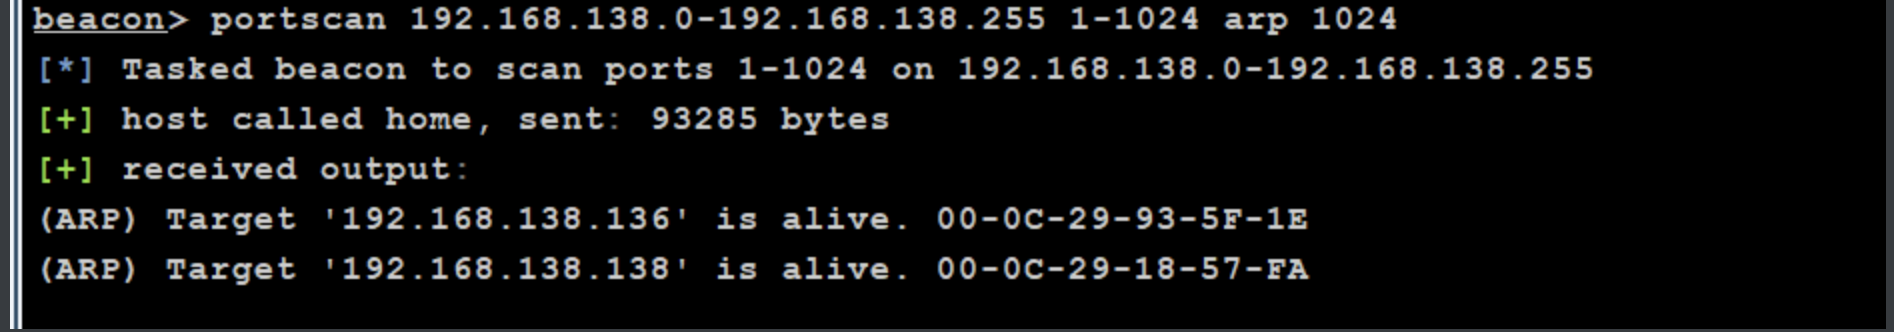 beacon> portscan 192.168.138.0-192.168.138.255 1-1024 arp 1024
[*] Tasked beacon to scan ports 1-1024 on 192.168.138.0-192.168.138.255
[+] host called home, sent: 93285 bytes
[+] received output:
(ARP) Target '192.168.138.136' is alive. 00-0C-29-93-5F-1E
(ARP) Target '192.168.138.138' is alive. 00-0C-29-18-57-FA